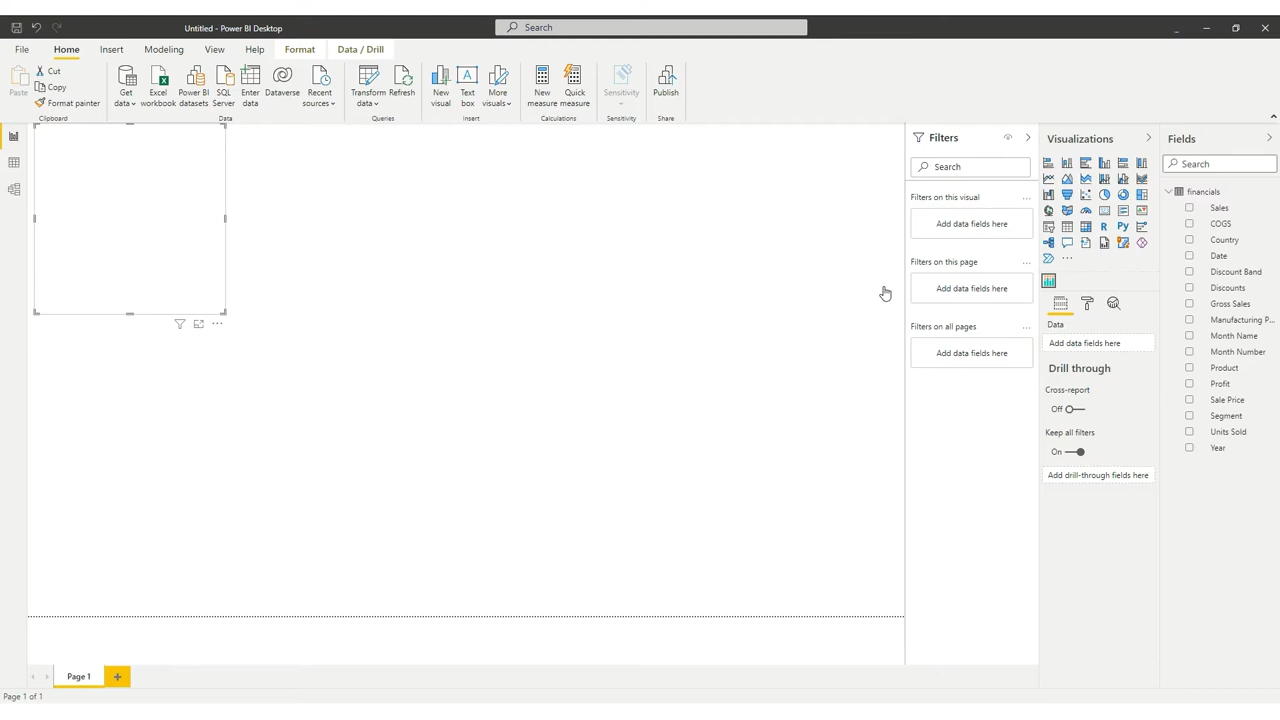 Untitled - Power BI Desktop
Search
File Home Insert Modeling View Help Format Data / Drill
Paste
Cut
Copy
Format painter
Get data
Excel workbook
Power BI datasets
SQL Server
Enter data
Dataverse
Recent sources
Transform data
Refresh
New visual
A
Text box
More visuals
New measure
Quick measure
Sensitivity
Publish
Clipboard Data Queries Insert Calculations Sensitivity Share
Filters
Search
Filters on this visual ...
Add data fields here
Filters on this page ...
Add data fields here
Filters on all pages ...
Add data fields here
Visualizations
R
Py
...
Data
Add data fields here
Drill through
Cross-report
Off
Keep all filters
On
Add drill-through fields here
Fields
Search
financials
Sales
COGS
Country
Date
Discount Band
Discounts
Gross Sales
Manufacturing P...
Month Name
Month Number
Product
Profit
Sale Price
Segment
Units Sold
Year
Page 1
Page 1 of 1